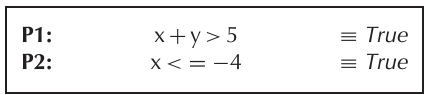 P1: x + y > 5 ≡ True
P2: x < = −4 ≡ True